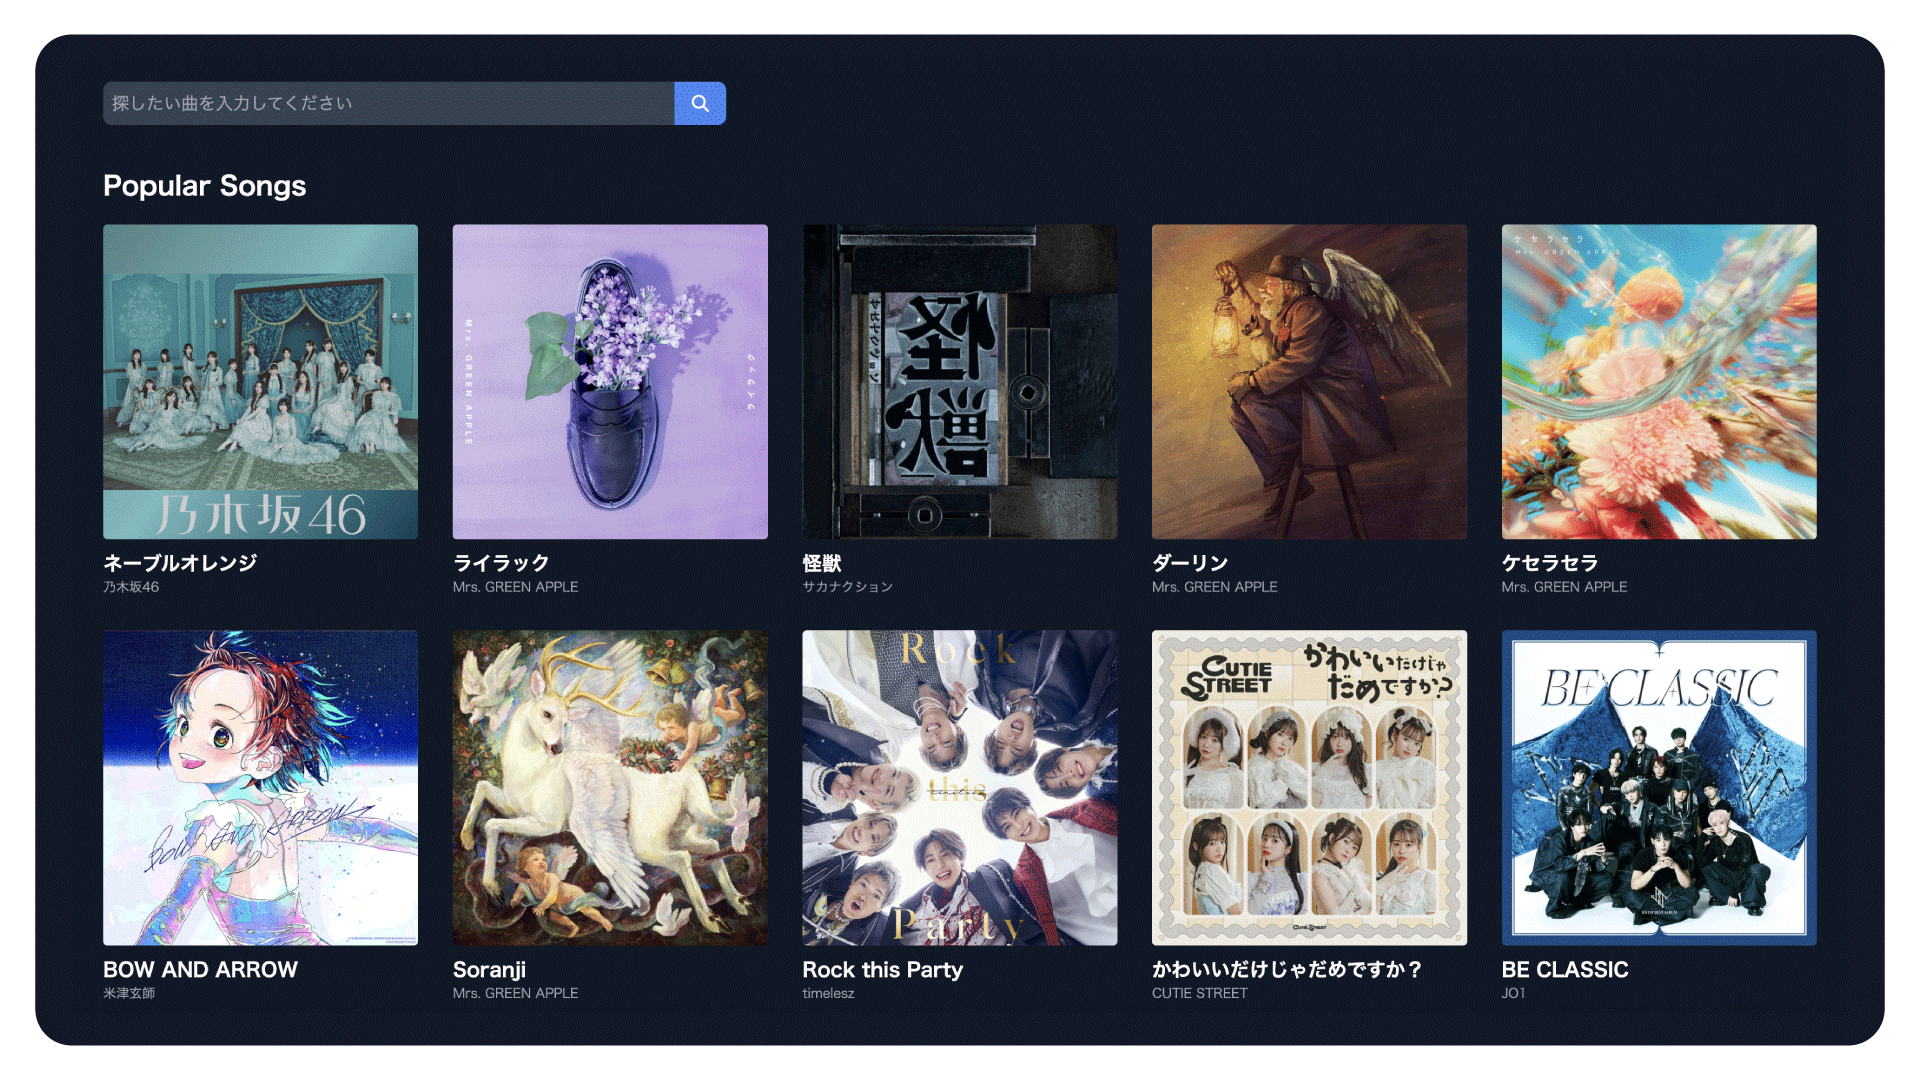 探したい曲を入力してください
Popular Songs
乃木坂46
Mrs. GREEN APPLE
ライラック
サカナクション
怪獣
ケセラセラ
Mrs. GREEN APPLE
ネーブルオレンジ
乃木坂46
ライラック
Mrs. GREEN APPLE
怪獣
サカナクション
ダーリン
Mrs. GREEN APPLE
ケセラセラ
Mrs. GREEN APPLE
BOW AND ARROW
Rock
this
timelesz
Party
CUTIE STREET
かわいいだけじゃだめですか?
CUTIE STREET
BE CLASSIC
JO1 1ST BEST ALBUM
BOW AND ARROW
米津玄師
Soranji
Mrs. GREEN APPLE
Rock this Party
timelesz
かわいいだけじゃだめですか？
CUTIE STREET
BE CLASSIC
JO1